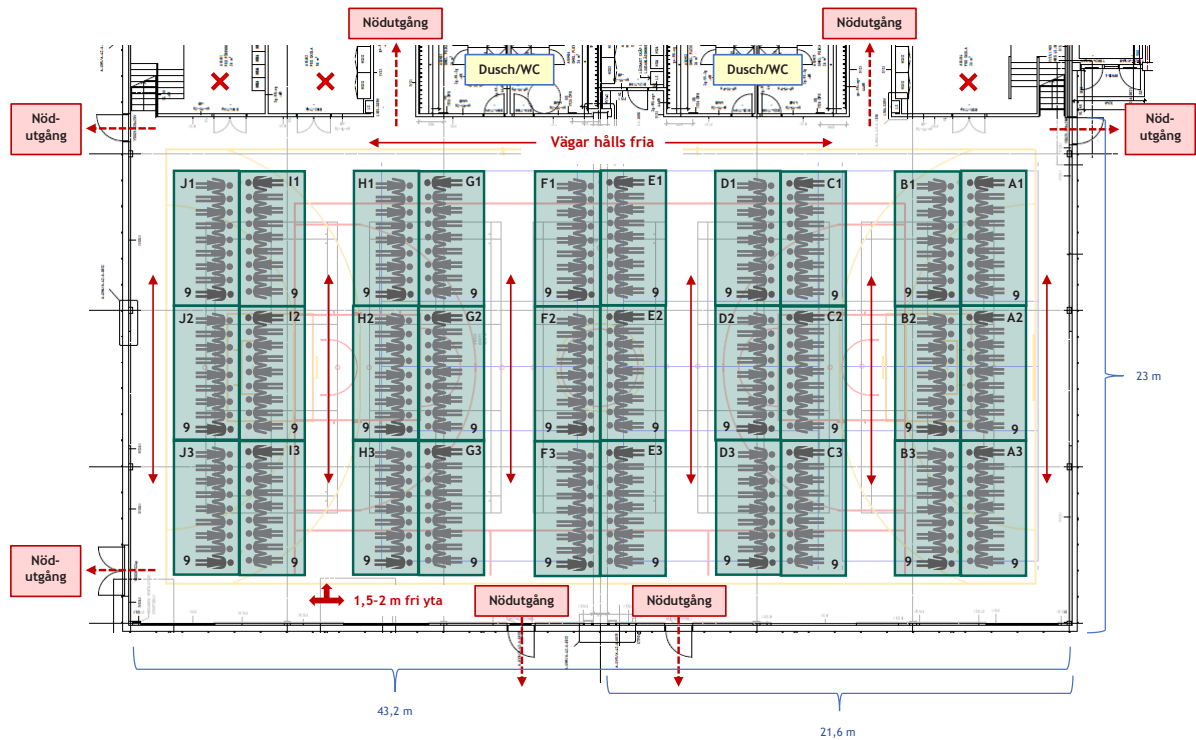 Nödutgång
Nödutgång
Dusch/WC
Dusch/WC
Nöd-
utgång
Nöd-
utgång
Vägar hålls fria
J1
I1
H1
G1
F1
E1
D1
C1
B1
A1
9
9
9
9
9
9
9
9
9
9
J2
I2
H2
G2
F2
E2
D2
C2
B2
A2
23 m
9
9
9
9
9
9
9
9
9
9
J3
I3
H3
G3
F3
E3
D3
C3
B3
A3
9
9
9
9
9
9
9
9
9
9
Nöd-
utgång
1,5-2 m fri yta
Nödutgång
Nödutgång
43,2 m
21,6 m